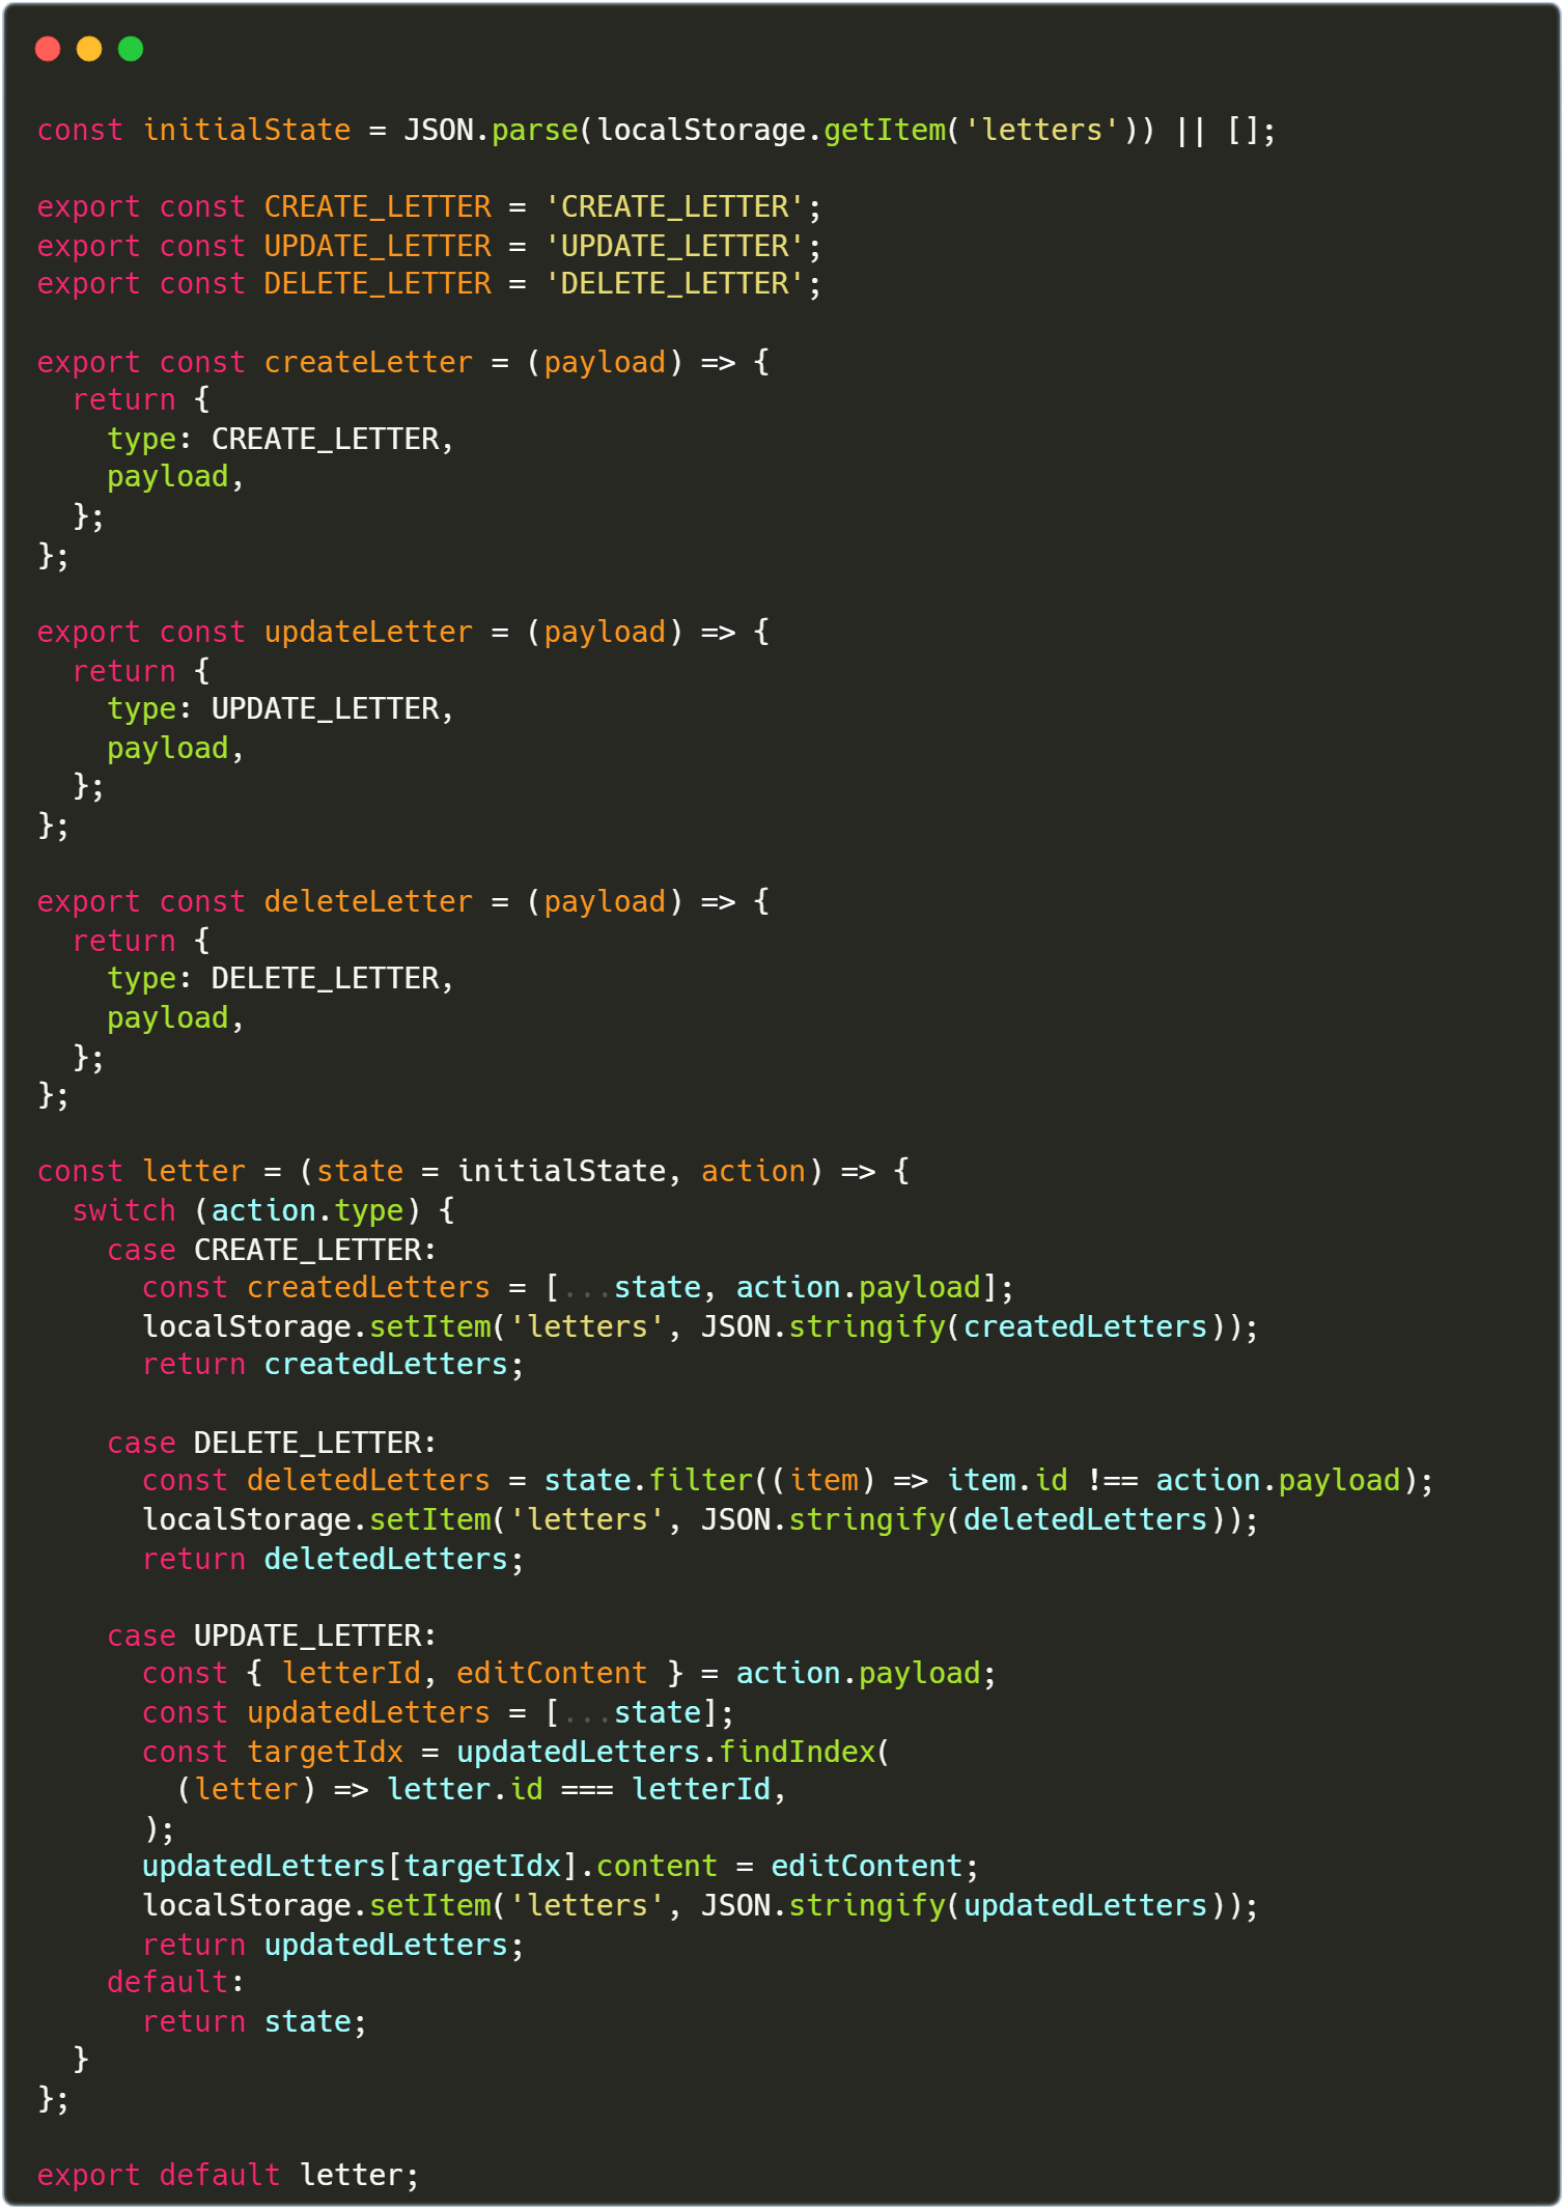 const initialState = JSON.parse(localStorage.getItem('letters')) || [];

export const CREATE_LETTER = 'CREATE_LETTER';
export const UPDATE_LETTER = 'UPDATE_LETTER';
export const DELETE_LETTER = 'DELETE_LETTER';

export const createLetter = (payload) => {
  return {
    type: CREATE_LETTER,
    payload,
  };
};

export const updateLetter = (payload) => {
  return {
    type: UPDATE_LETTER,
    payload,
  };
};

export const deleteLetter = (payload) => {
  return {
    type: DELETE_LETTER,
    payload,
  };
};

const letter = (state = initialState, action) => {
  switch (action.type) {
    case CREATE_LETTER:
      const createdLetters = [...state, action.payload];
      localStorage.setItem('letters', JSON.stringify(createdLetters));
      return createdLetters;

    case DELETE_LETTER:
      const deletedLetters = state.filter((item) => item.id !== action.payload);
      localStorage.setItem('letters', JSON.stringify(deletedLetters));
      return deletedLetters;

    case UPDATE_LETTER:
      const { letterId, editContent } = action.payload;
      const updatedLetters = [...state];
      const targetIdx = updatedLetters.findIndex(
        (letter) => letter.id === letterId,
      );
      updatedLetters[targetIdx].content = editContent;
      localStorage.setItem('letters', JSON.stringify(updatedLetters));
      return updatedLetters;
    default:
      return state;
  }
};

export default letter;